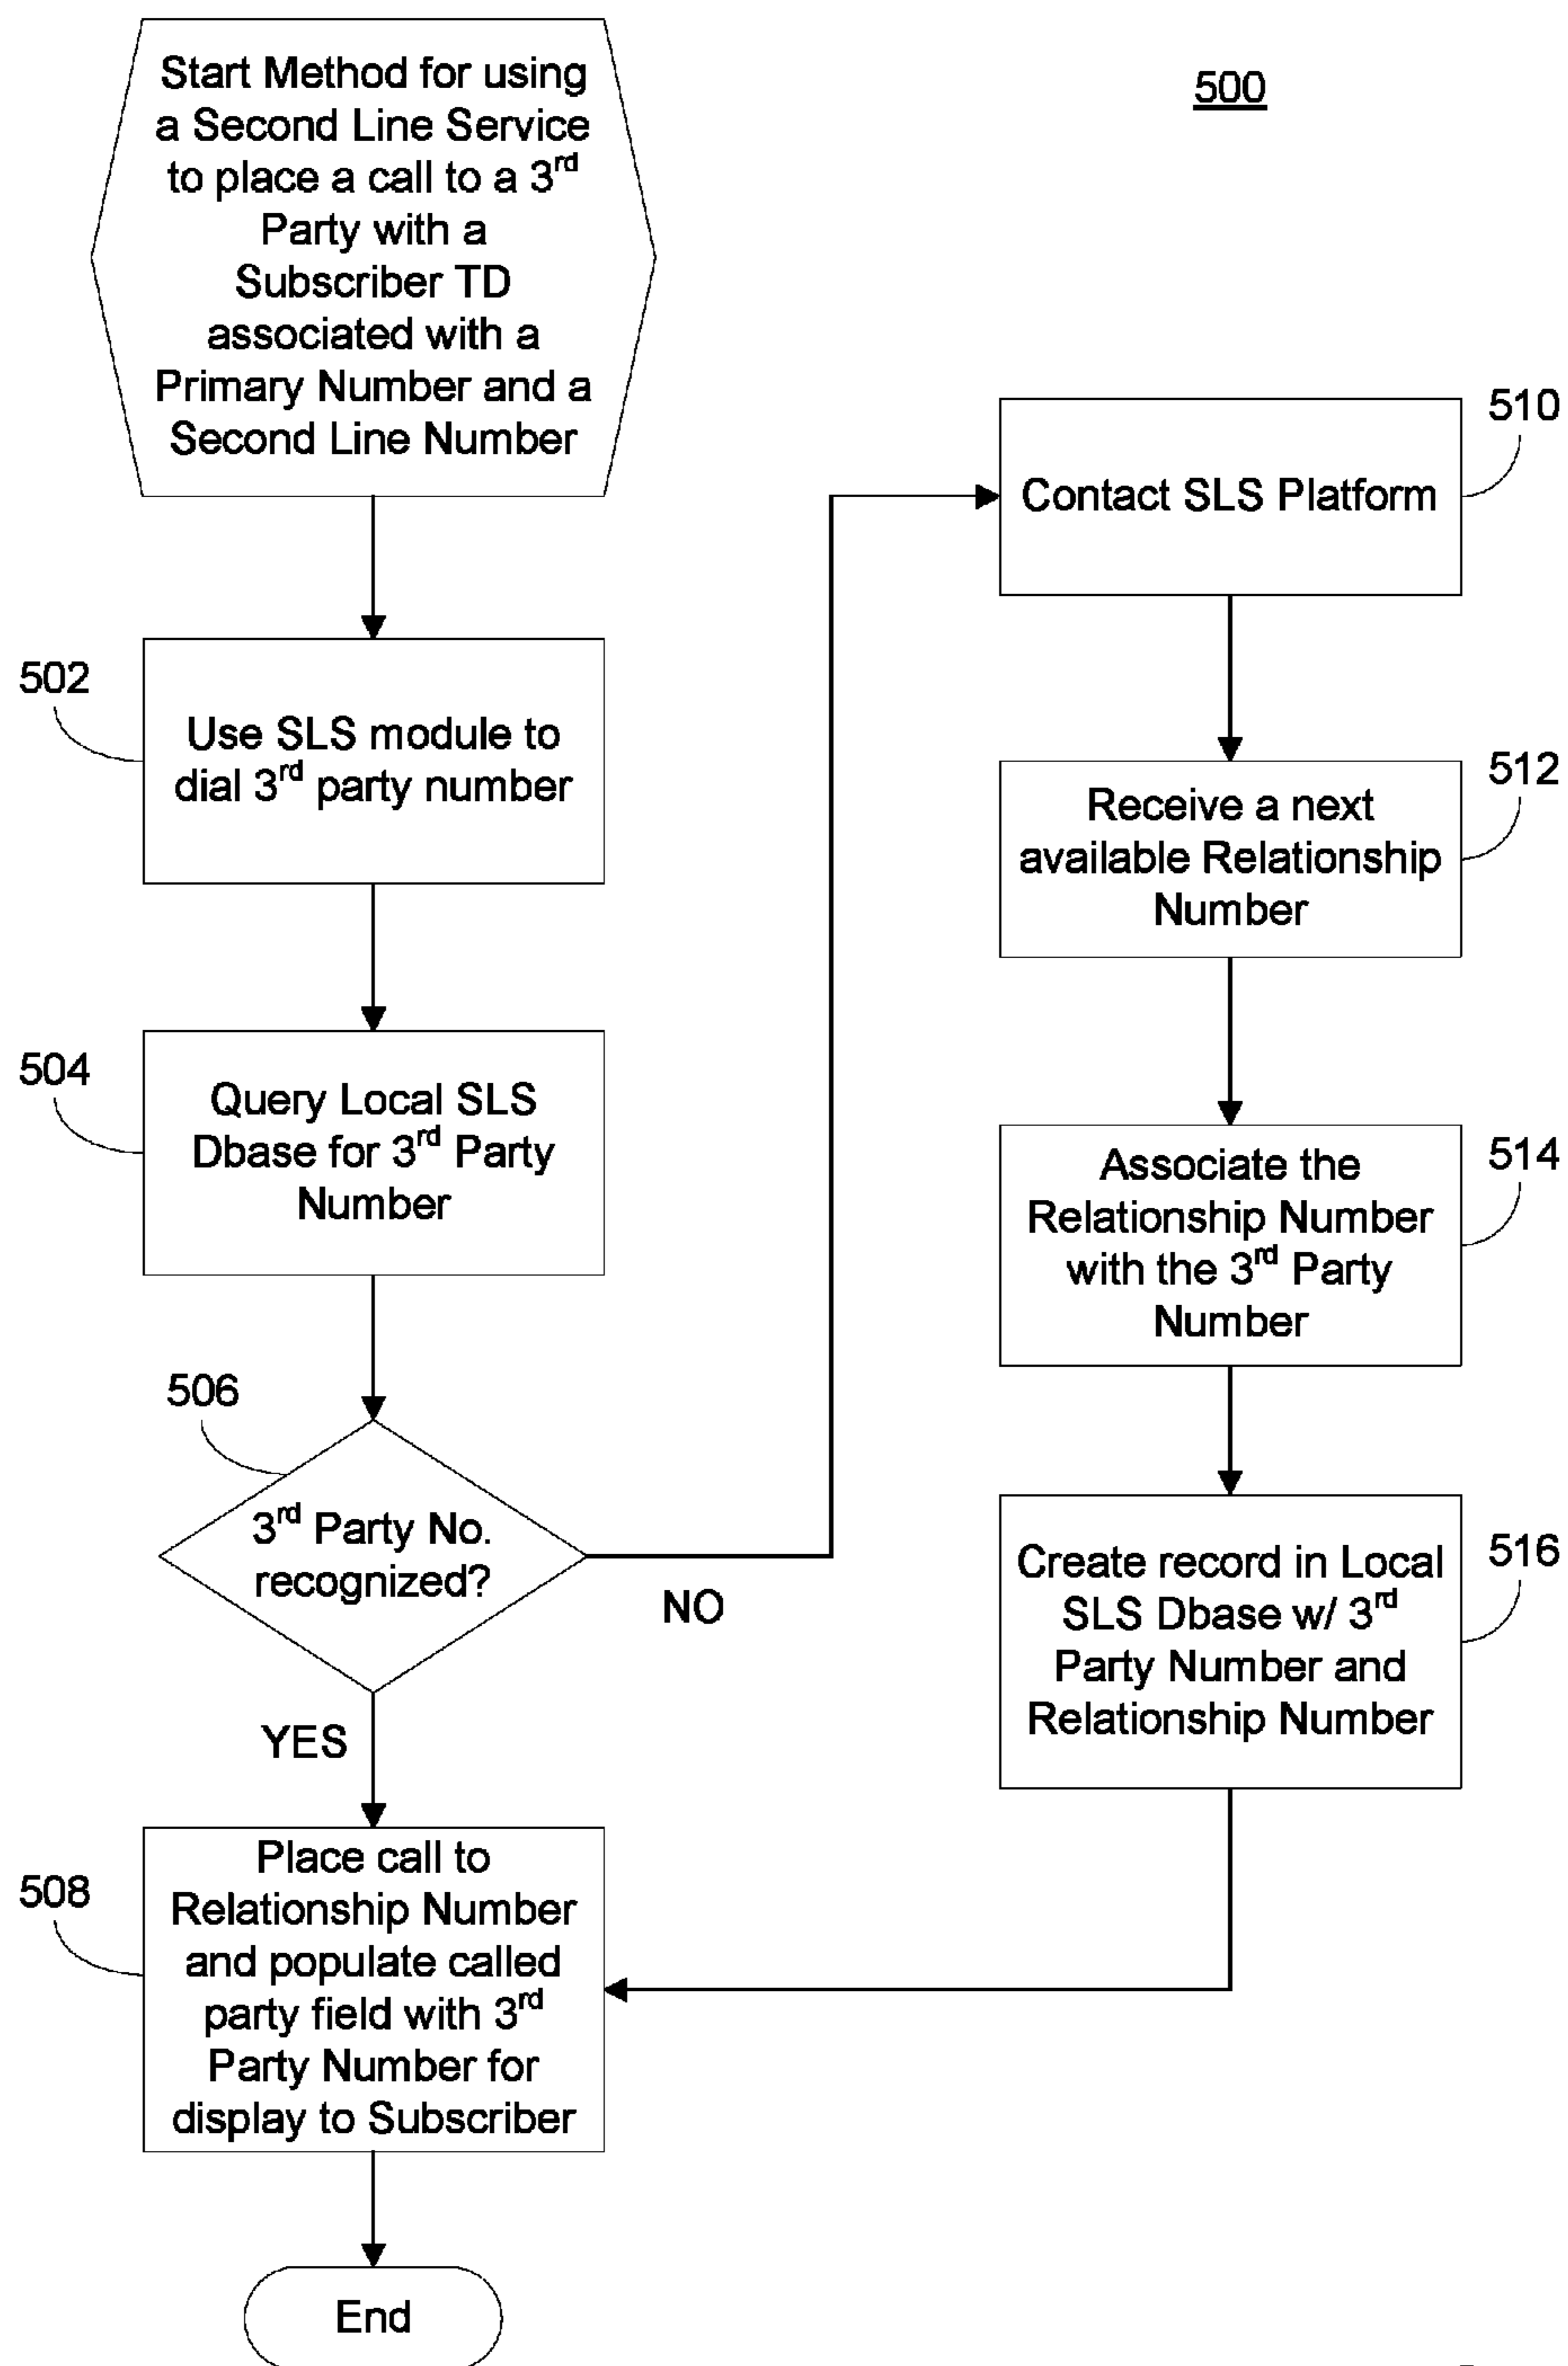 Start Method for using
a Second Line Service
to place a call to a 3rd
Party with a
Subscriber TD
associated with a
Primary Number and a
Second Line Number
500
502
Use SLS module to
dial 3rd party number
504
Query Local SLS
Dbase for 3rd Party
Number
506
3rd Party No.
recognized?
NO
YES
508
Place call to
Relationship Number
and populate called
party field with 3rd
Party Number for
display to Subscriber
End
510
Contact SLS Platform
512
Receive a next
available Relationship
Number
514
Associate the
Relationship Number
with the 3rd Party
Number
516
Create record in Local
SLS Dbase w/ 3rd
Party Number and
Relationship Number